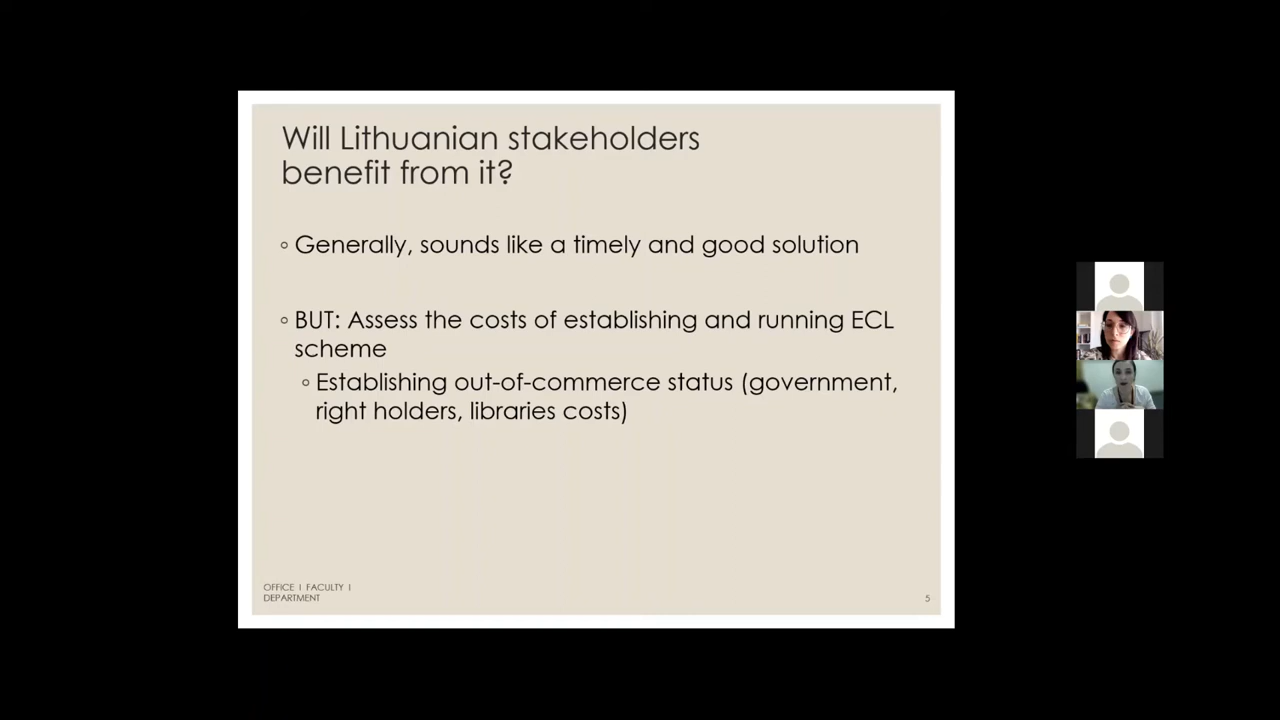 Will Lithuanian stakeholders
benefit from it?
◦ Generally, sounds like a timely and good solution
◦ BUT: Assess the costs of establishing and running ECL
scheme
◦ Establishing out-of-commerce status (government,
right holders, libraries costs)
OFFICE I FACULTY I
DEPARTMENT
5